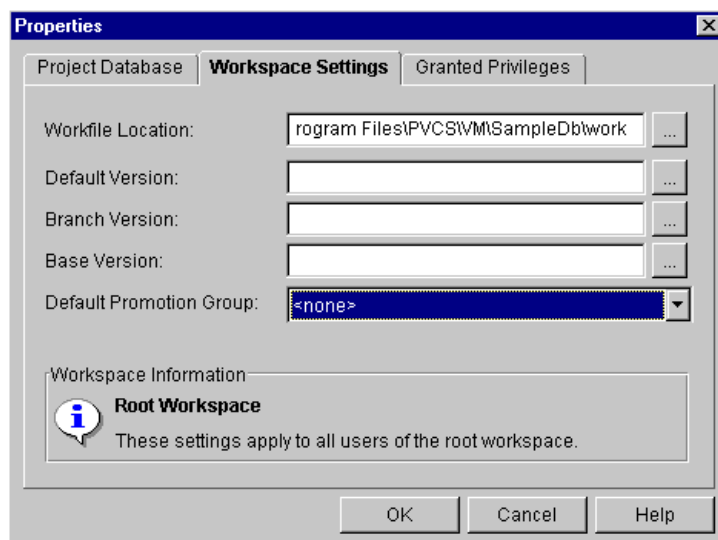 Properties
Project Database Workspace Settings Granted Privileges
Workfile Location: rogram Files\PVCS\VM\SampleDb\work ...
Default Version: ...
Branch Version: ...
Base Version: ...
Default Promotion Group: <none>
Workspace Information
Root Workspace
These settings apply to all users of the root workspace.
OK Cancel Help